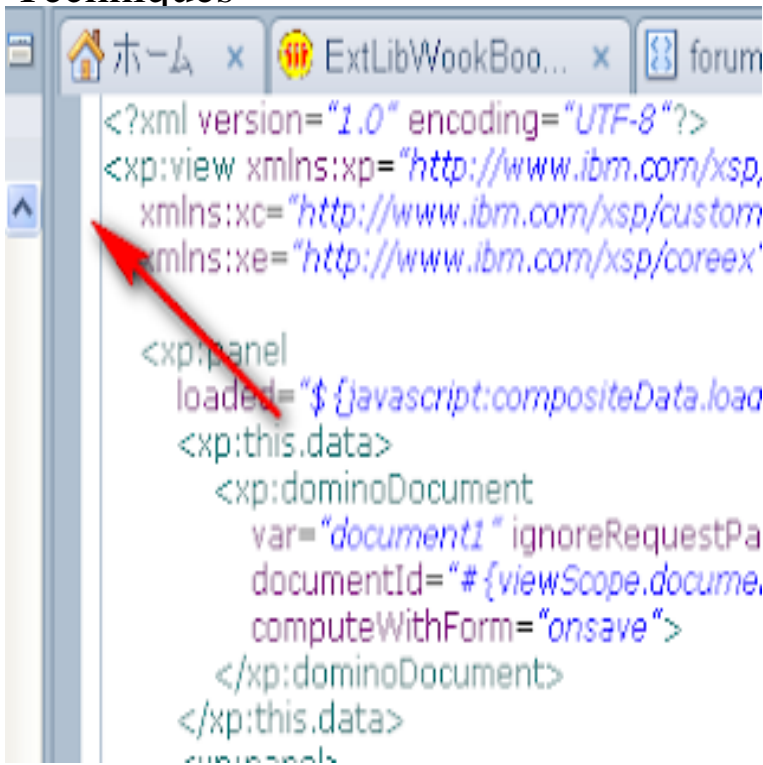 Techniques
ホーム × ExtLibWookBoo... × forum
<?xml version="1.0" encoding="UTF-8"?>
<xp:view xmlns:xp="http://www.ibm.com/xsp/
xmlns:xc="http://www.ibm.com/xsp/custom
xmlns:xe="http://www.ibm.com/xsp/coreex"
<xp:panel
loaded="${javascript:compositeData.load
<xp:this.data>
<xp:dominoDocument
var="document1" ignoreRequestPa
documentId="#{viewScope.docume
computeWithForm="onsave">
</xp:dominoDocument>
</xp:this.data>
<xp:panel>